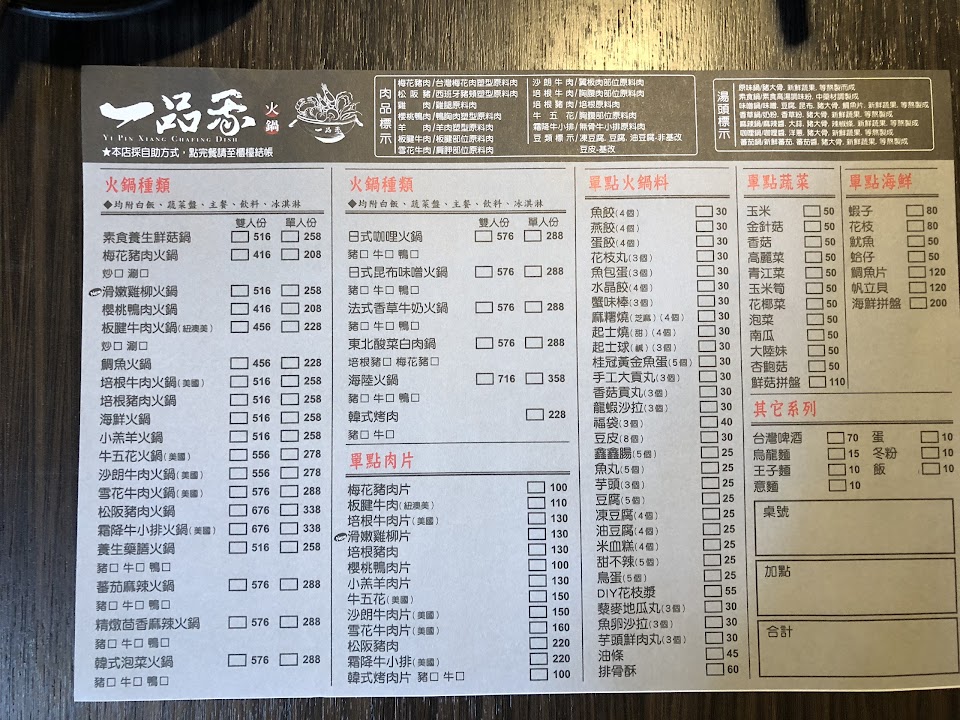 一品香 火鍋
YI PIN XIANG CHAFING DISH
★本店採自助方式，點完餐請至櫃檯結帳
一品香
肉品標示
梅花豬肉/台灣梅花肉塑型原料肉
松阪豬/西班牙豬頰塑型原料肉
雞肉/雞腿原料肉
櫻桃鴨肉/鴨胸肉塑型原料肉
羊肉/羊肉塑型原料肉
板腱牛肉/板腱部位原料肉
雪花牛肉/肩胛部位原料肉
沙朗牛肉/翼板肉部位原料肉
培根牛肉/胸腹肉部位原料肉
培根豬肉/培根原料肉
牛五花/胸腹部位原料肉
霜降牛小排/無骨牛小排原料肉
豆類標示/凍豆腐, 豆腐, 油豆腐-非基改
豆皮-基改
湯頭標示
原味鍋/豬大骨, 新鮮蔬果, 等熬製而成
火鍋種類
◆均附白飯、蔬菜盤、主餐、飲料、冰淇淋
雙人份 單人份
素食養生鮮菇鍋 516 258
梅花豬肉火鍋 416 208
炒□ 涮□
滑嫩雞柳火鍋 516 258
櫻桃鴨肉火鍋 416 208
板腱牛肉火鍋(紐澳美) 456 228
炒□ 涮□
鯛魚火鍋 456 228
培根牛肉火鍋(美國) 516 258
培根豬肉火鍋 516 258
海鮮火鍋 516 258
小羔羊火鍋 516 258
牛五花火鍋(美國) 556 278
沙朗牛肉火鍋(美國) 556 278
雪花牛肉火鍋(美國) 576 288
松阪豬肉火鍋 676 338
霜降牛小排火鍋(美國) 676 338
養生藥膳火鍋 516 258
豬□ 牛□ 鴨□
蕃茄麻辣火鍋 576 288
豬□ 牛□ 鴨□
精燉茴香麻辣火鍋 576 288
豬□ 牛□ 鴨□
韓式泡菜火鍋 576 288
豬□ 牛□ 鴨□
火鍋種類
◆均附白飯、蔬菜盤、主餐、飲料、冰淇淋
雙人份 單人份
日式咖哩火鍋 576 288
豬□ 牛□ 鴨□
日式昆布味噌火鍋 576 288
豬□ 牛□ 鴨□
法式香草牛奶火鍋 576 288
豬□ 牛□ 鴨□
東北酸菜白肉鍋 576 288
培根豬□ 梅花豬□
海陸火鍋 716 358
豬□ 牛□ 鴨□
韓式烤肉 228
豬□ 牛□
單點肉片
梅花豬肉片 100
板腱牛肉(紐澳美) 110
培根牛肉片(美國) 130
滑嫩雞柳片 130
培根豬肉 130
櫻桃鴨肉片 100
小羔羊肉片 130
牛五花(美國) 150
沙朗牛肉片(美國) 150
雪花牛肉片(美國) 160
松阪豬肉 220
霜降牛小排(美國) 220
韓式烤肉片 豬□ 牛□ 100
單點火鍋料
魚餃(4個) 30
燕餃(4個) 30
蛋餃(4個) 30
花枝丸(3個) 30
魚包蛋(3個) 30
水晶餃(4個) 30
蟹味棒(3個) 30
麻糬燒(芝麻)(4個) 30
起士燒(甜)(4個) 30
起士球(鹹)(3個) 30
桂冠黃金魚蛋(5個) 30
手工大貢丸(3個) 30
香菇貢丸(3個) 30
龍蝦沙拉(3個) 30
福袋(3個) 40
豆皮(8個) 30
鑫鑫腸(5個) 25
魚丸(5個) 25
芋頭(3個) 25
豆腐(5個) 25
凍豆腐(4個) 25
油豆腐(4個) 25
米血糕(4個) 25
甜不辣(5個) 25
鳥蛋(5個) 25
DIY花枝漿 55
藜麥地瓜丸(3個) 30
魚卵沙拉(3個) 30
芋頭鮮肉丸(3個) 30
油條 45
排骨酥 60
單點蔬菜
玉米 50
金針菇 50
香菇 50
高麗菜 50
青江菜 50
玉米筍 50
花椰菜 50
泡菜 50
南瓜 50
大陸妹 50
杏鮑菇 50
鮮菇拼盤 110
單點海鮮
蝦子 80
花枝 80
魷魚 50
蛤仔 50
鯛魚片 120
帆立貝 120
海鮮拼盤 200
其它系列
台灣啤酒 70 蛋 10
烏龍麵 15 冬粉 10
王子麵 10 飯 10
意麵 10
桌號
加點
合計